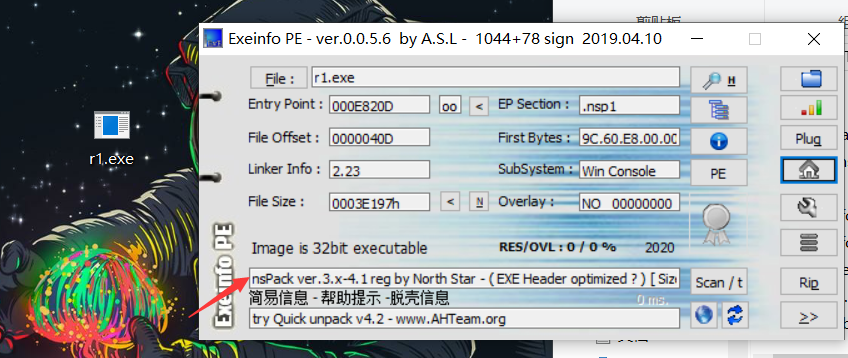 剪贴板
Exeinfo PE - ver.0.0.5.6 by A.S.L - 1044+78 sign 2019.04.10
File : r1.exe H
Entry Point : 000E820D oo < EP Section : .nsp1
File Offset : 0000040D First Bytes : 9C.60.E8.00.00 Plug
Linker Info : 2.23 SubSystem : Win Console PE
File Size : 0003E197h < N Overlay : NO 00000000
Image is 32bit executable RES/OVL : 0 / 0 % 2020
nsPack ver.3.x-4.1 reg by North Star - ( EXE Header optimized ? ) [ Size Scan / t Rip
简易信息 - 帮助提示 -脱壳信息 0 ms.
try Quick unpack v4.2 - www.AHTeam.org >>
Exeinfo PE
r1.exe